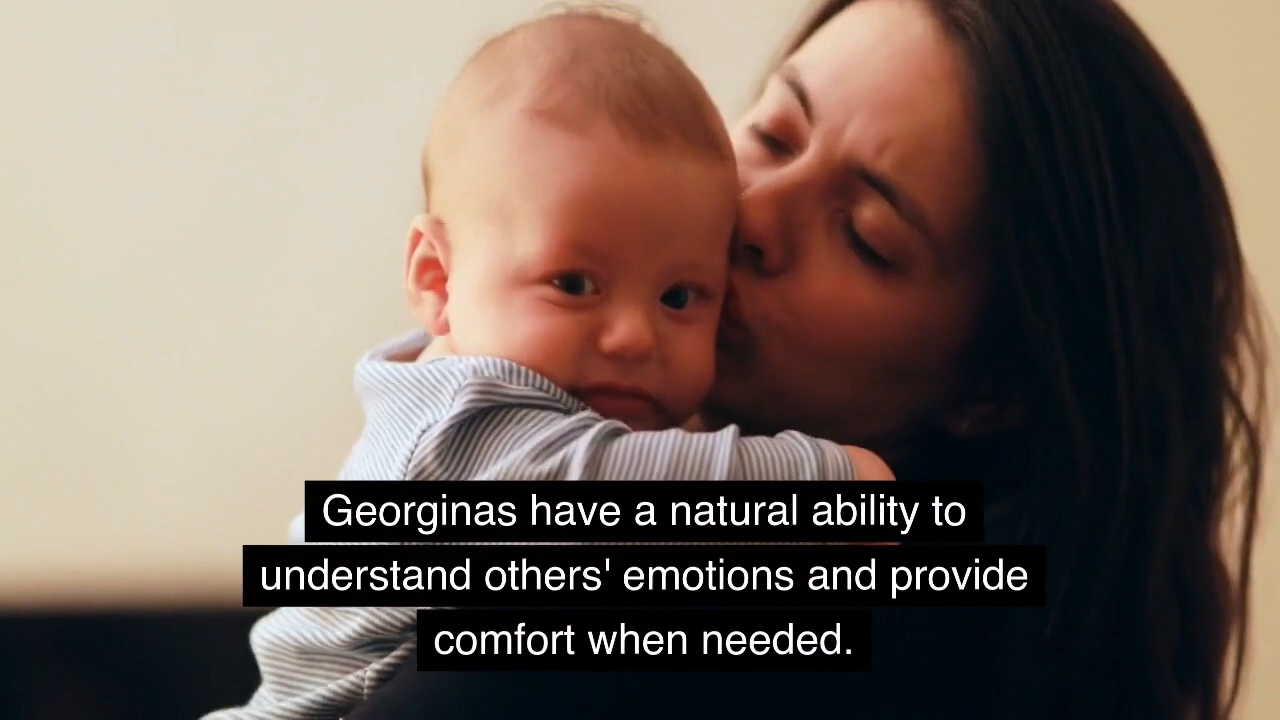 Georginas have a natural ability to
understand others' emotions and provide
comfort when needed.